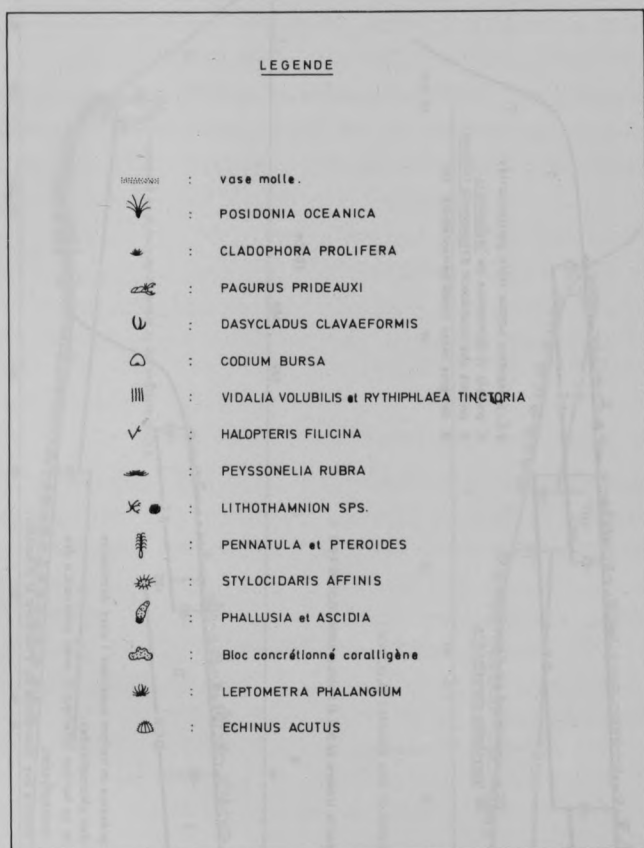 LEGENDE
: vase molle.
: POSIDONIA OCEANICA
: CLADOPHORA PROLIFERA
: PAGURUS PRIDEAUXI
: DASYCLADUS CLAVAEFORMIS
: CODIUM BURSA
: VIDALIA VOLUBILIS et RYTHIPHLAEA TINCTORIA
: HALOPTERIS FILICINA
: PEYSSONELIA RUBRA
: LITHOTHAMNION SPS.
: PENNATULA et PTEROIDES
: STYLOCIDARIS AFFINIS
: PHALLUSIA et ASCIDIA
: Bloc concrétionné coralligène
: LEPTOMETRA PHALANGIUM
: ECHINUS ACUTUS